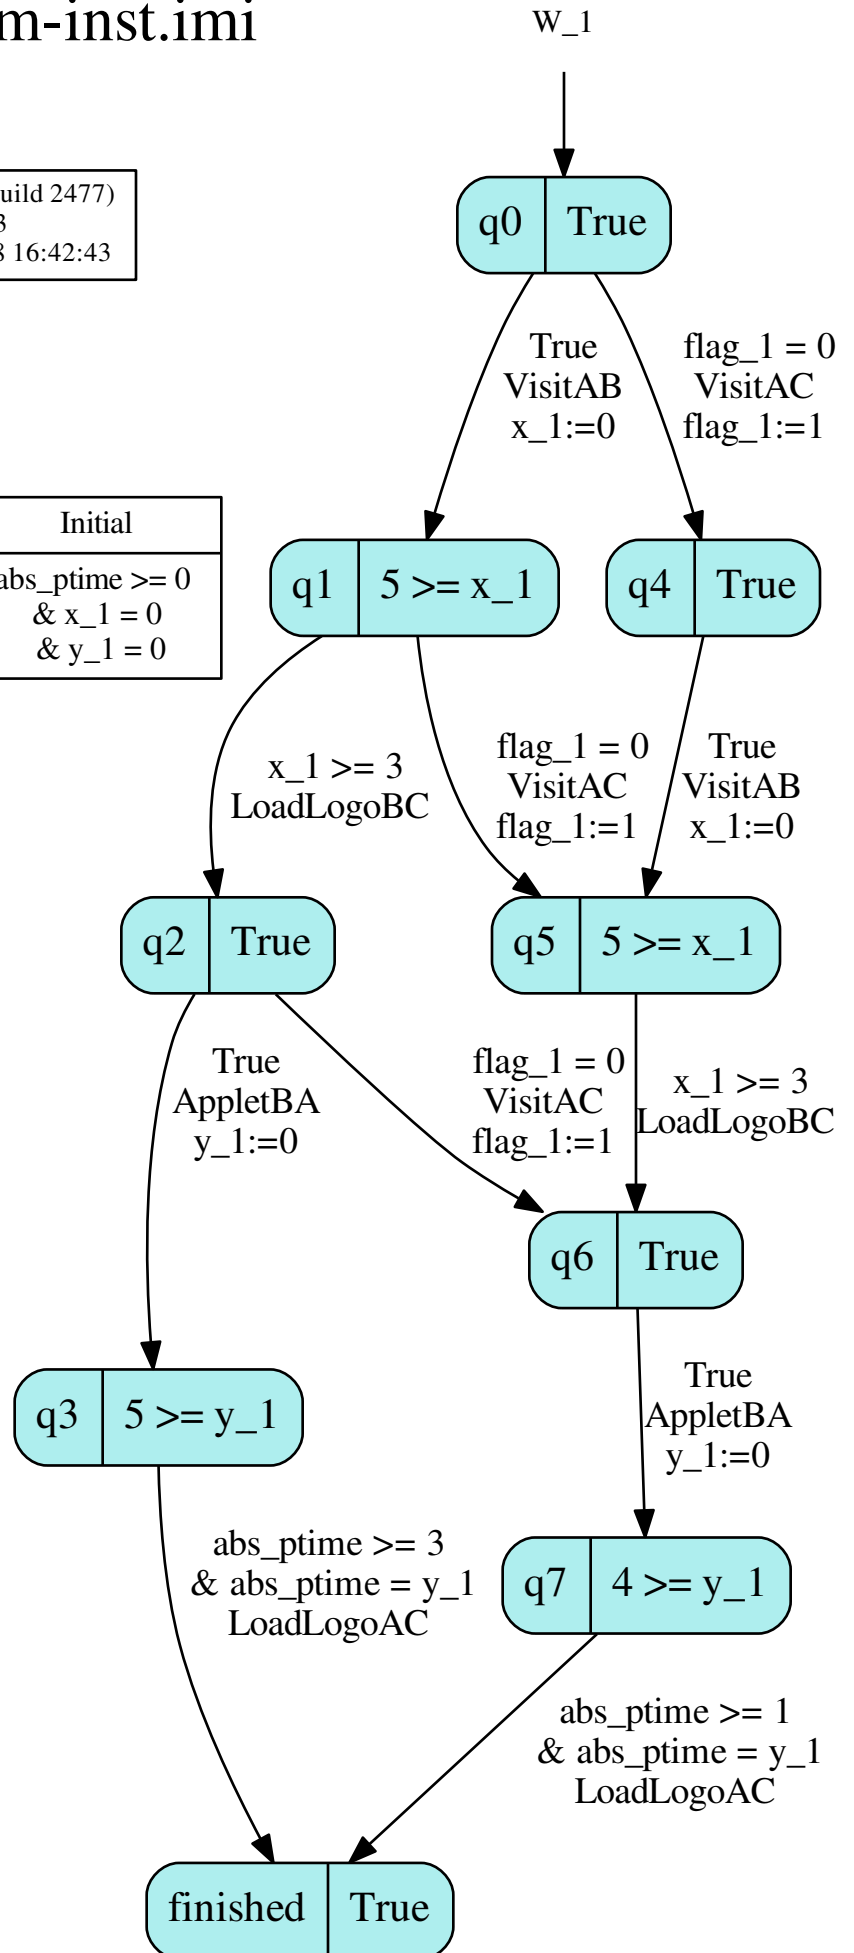 m-inst.imi
W_1
uild 2477)
3
8 16:42:43
q0 True
True
VisitAB
x_1:=0
flag_1 = 0
VisitAC
flag_1:=1
Initial
abs_ptime >= 0
& x_1 = 0
& y_1 = 0
q1 5 >= x_1
q4 True
x_1 >= 3
LoadLogoBC
flag_1 = 0
VisitAC
flag_1:=1
True
VisitAB
x_1:=0
q2 True
q5 5 >= x_1
True
AppletBA
y_1:=0
flag_1 = 0
VisitAC
flag_1:=1
x_1 >= 3
LoadLogoBC
q6 True
True
AppletBA
y_1:=0
q3 5 >= y_1
abs_ptime >= 3
& abs_ptime = y_1
LoadLogoAC
q7 4 >= y_1
abs_ptime >= 1
& abs_ptime = y_1
LoadLogoAC
finished True